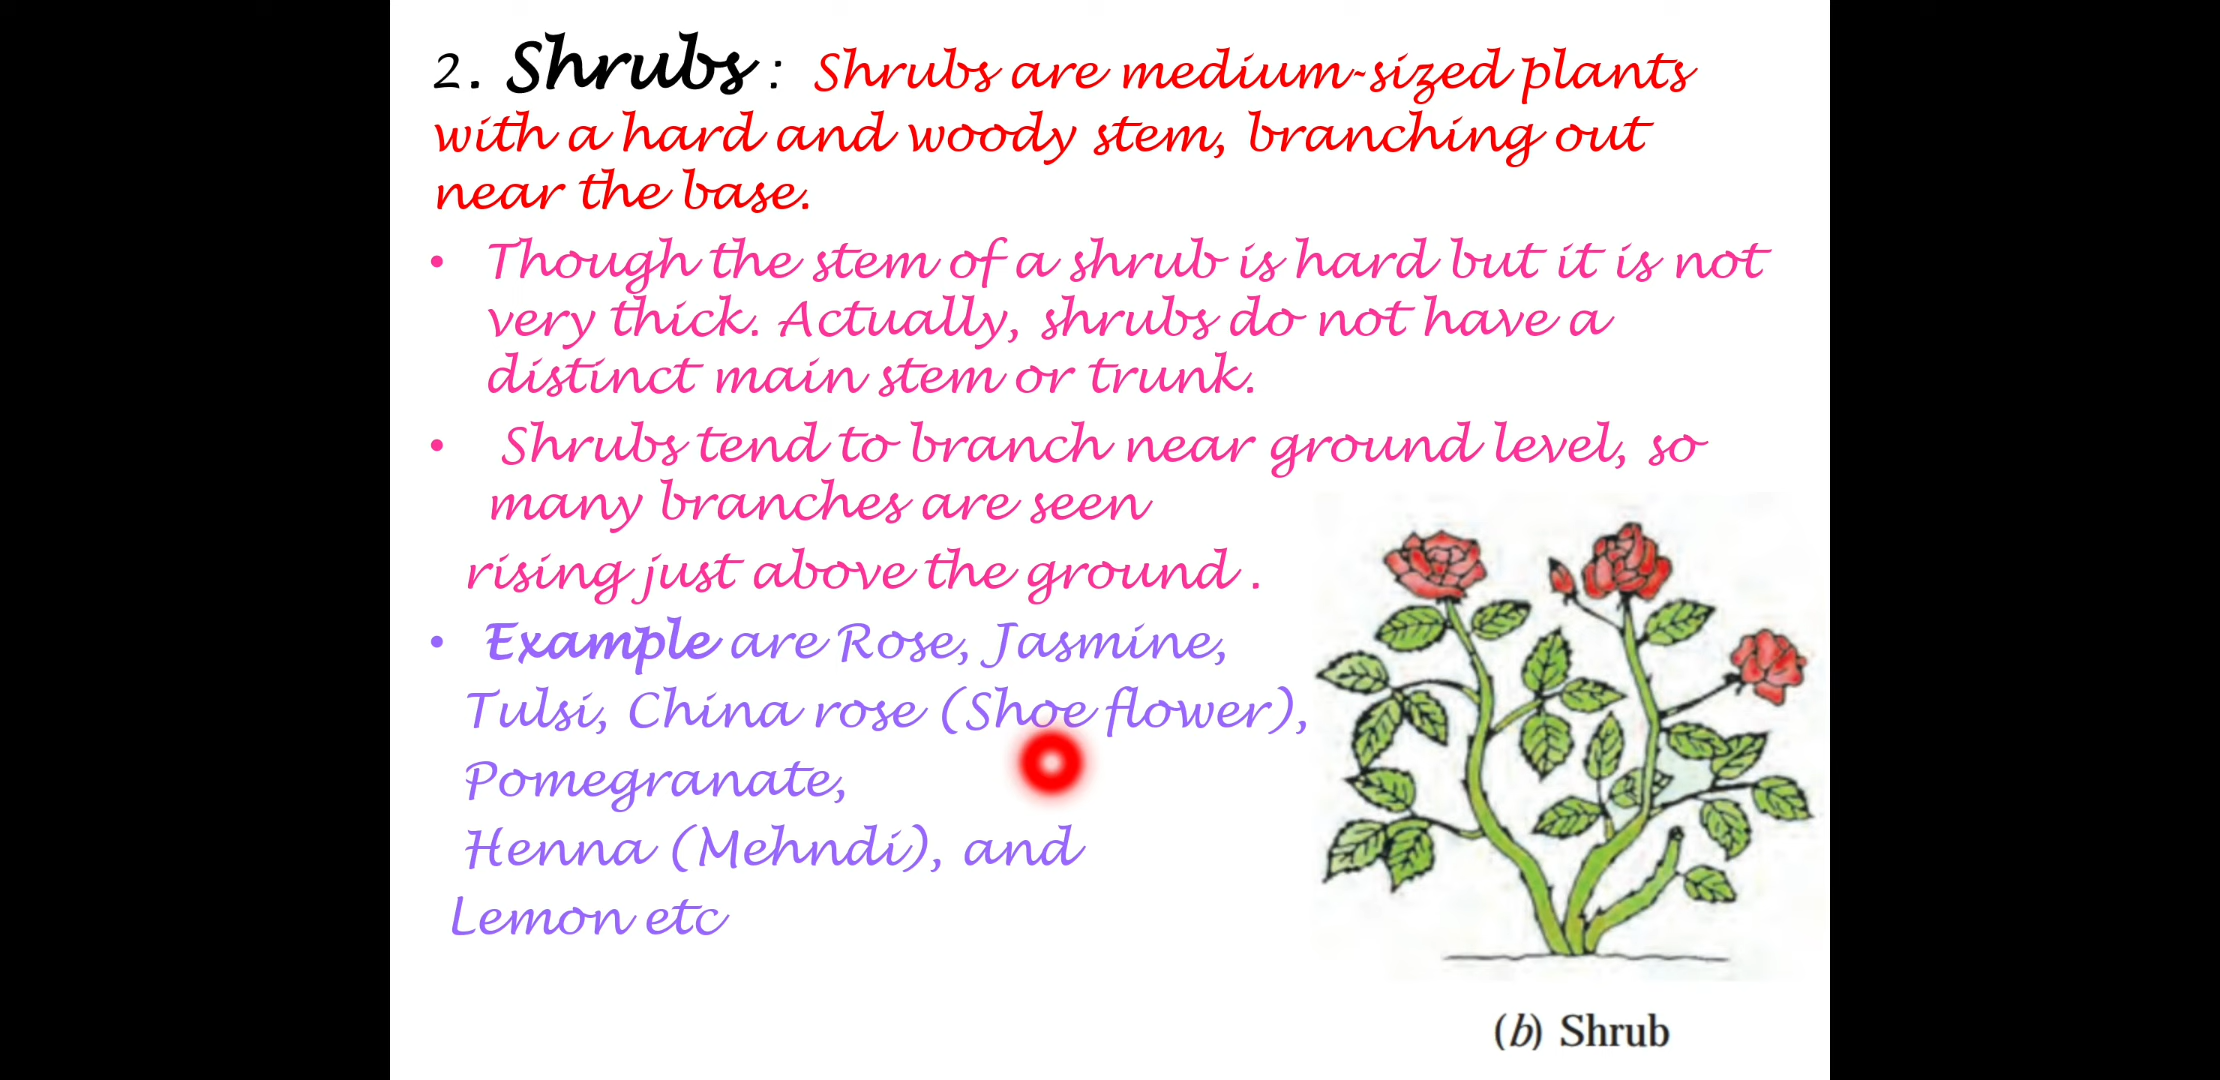 2. Shrubs : Shrubs are medium-sized plants
with a hard and woody stem, branching out
near the base.
• Though the stem of a shrub is hard but it is not
very thick. Actually, shrubs do not have a
distinct main stem or trunk.
• Shrubs tend to branch near ground level, so
many branches are seen
rising just above the ground .
• Example are Rose, Jasmine,
Tulsi, China rose (Shoe flower),
Pomegranate,
Henna (Mehndi), and
Lemon etc
(b) Shrub